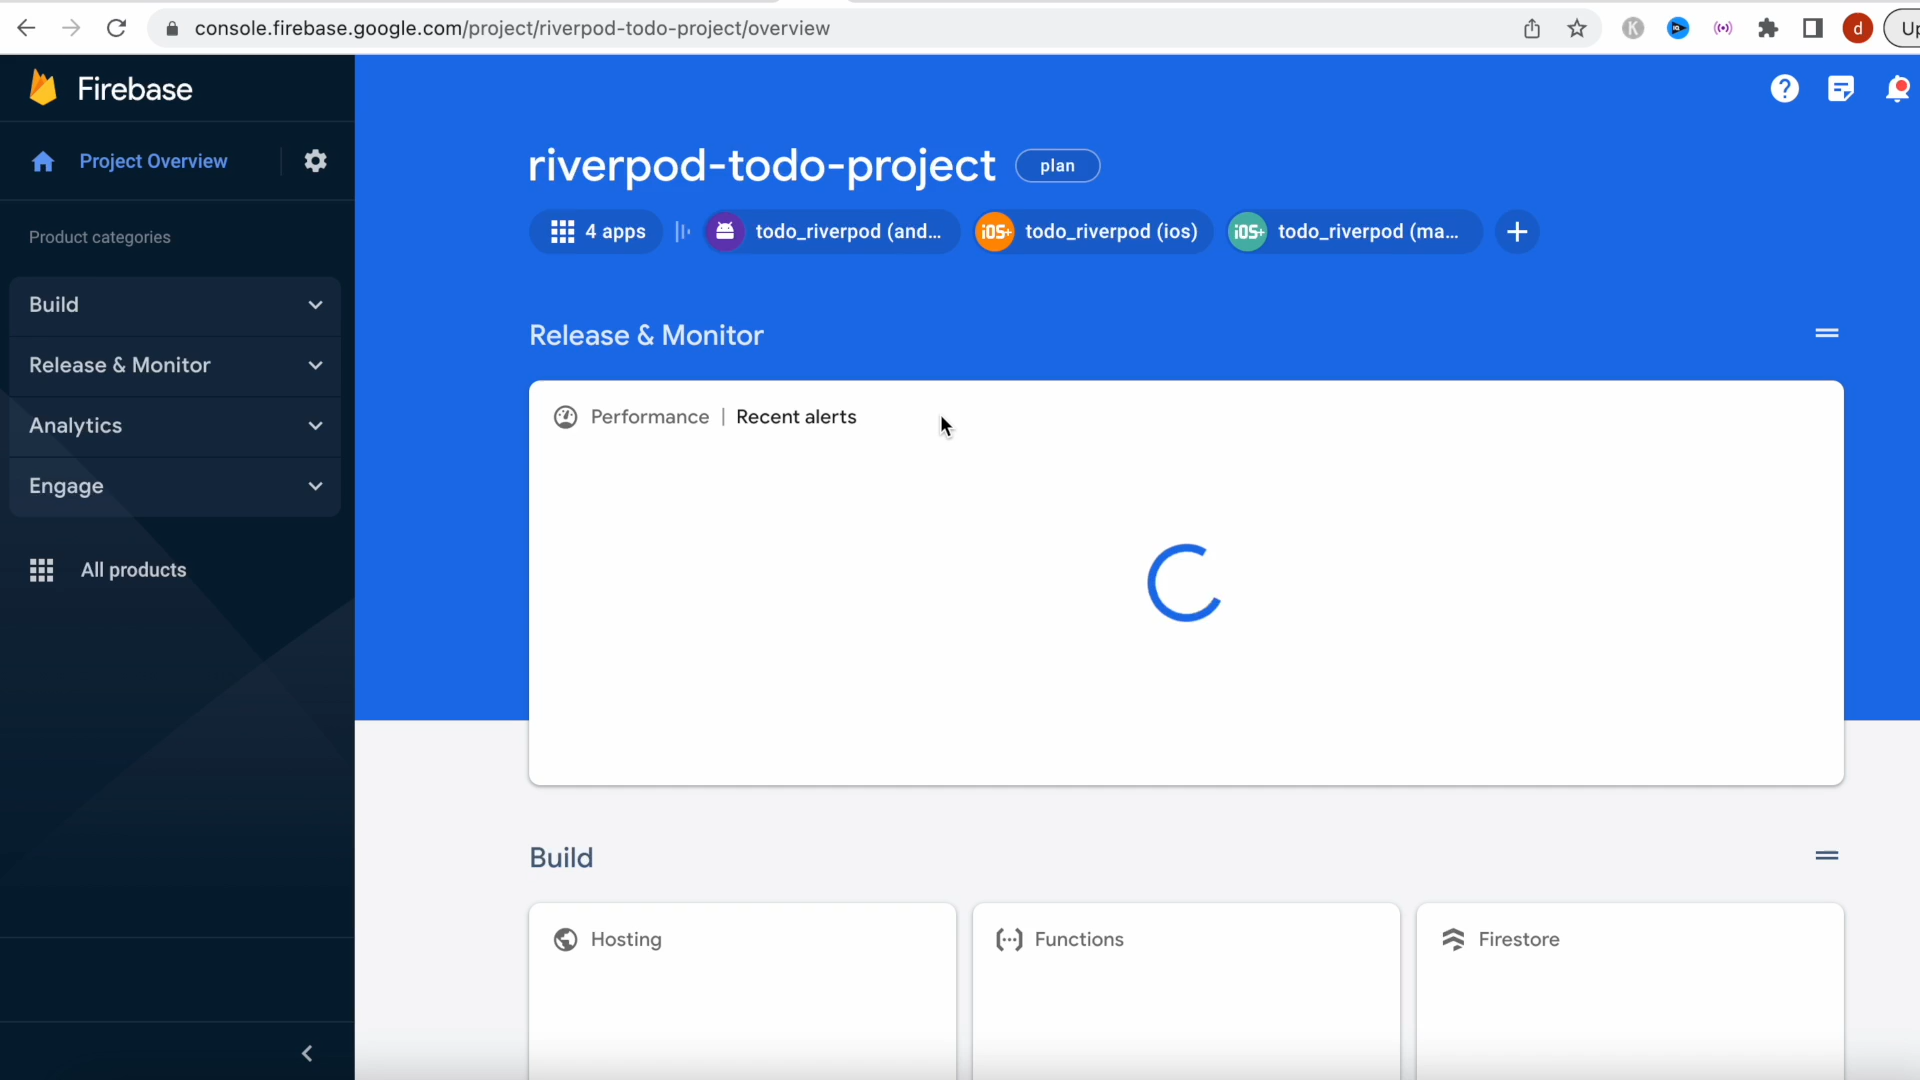 console.firebase.google.com/project/riverpod-todo-project/overview
K
d
Up
Firebase
Project Overview
Product categories
Build
Release & Monitor
Analytics
Engage
All products
riverpod-todo-project
plan
4 apps
todo_riverpod (and...
iOS+
todo_riverpod (ios)
iOS+
todo_riverpod (ma...
Release & Monitor
Performance | Recent alerts
Build
Hosting
Functions
Firestore